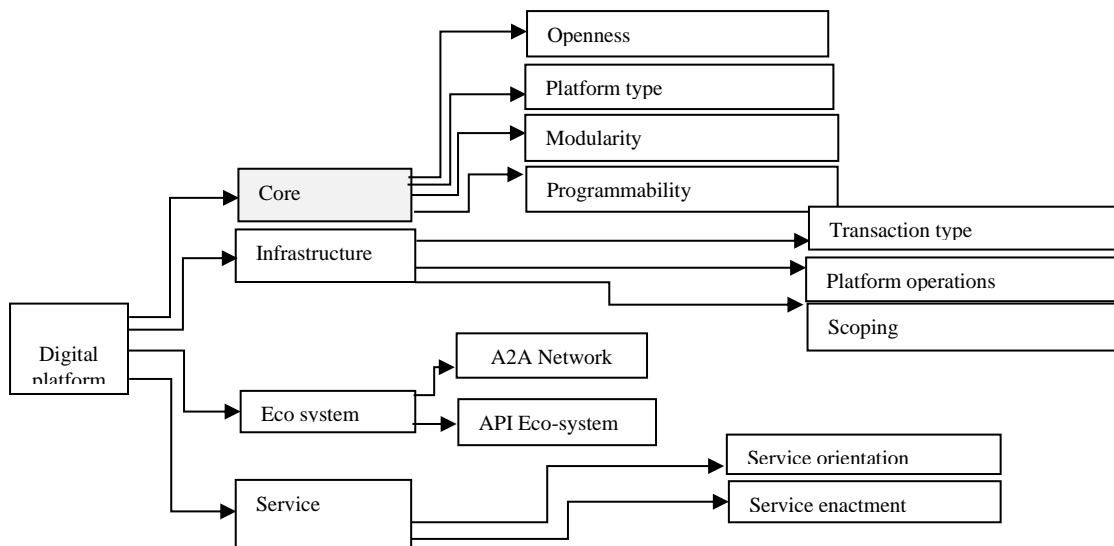 Openness
Platform type
Modularity
Core
Programmability
Transaction type
Infrastructure
Platform operations
Scoping
Digital
platform
A2A Network
Eco system
API Eco-system
Service orientation
Service
Service enactment